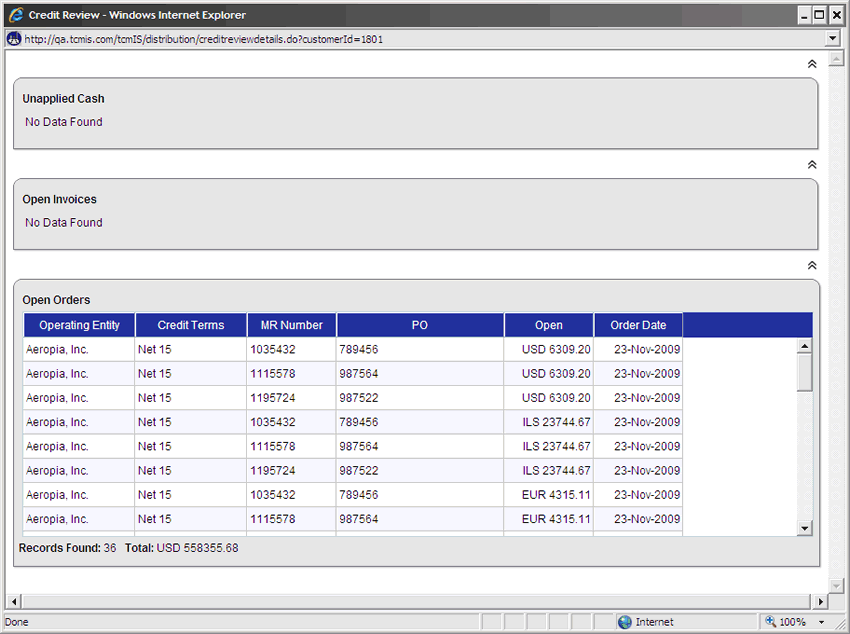 Credit Review - Windows Internet Explorer
http://qa.tcmis.com/tcmIS/distribution/creditreviewdetails.do?customerId=1801
Unapplied Cash
No Data Found
Open Invoices
No Data Found
Open Orders
Operating Entity Credit Terms MR Number PO Open Order Date
Aeropia, Inc. Net 15 1035432 789456 USD 6309.20 23-Nov-2009
Aeropia, Inc. Net 15 1115578 987564 USD 6309.20 23-Nov-2009
Aeropia, Inc. Net 15 1195724 987522 USD 6309.20 23-Nov-2009
Aeropia, Inc. Net 15 1035432 789456 ILS 23744.67 23-Nov-2009
Aeropia, Inc. Net 15 1115578 987564 ILS 23744.67 23-Nov-2009
Aeropia, Inc. Net 15 1195724 987522 ILS 23744.67 23-Nov-2009
Aeropia, Inc. Net 15 1035432 789456 EUR 4315.11 23-Nov-2009
Aeropia, Inc. Net 15 1115578 987564 EUR 4315.11 23-Nov-2009
Records Found: 36 Total: USD 558355.68
Done Internet 100%